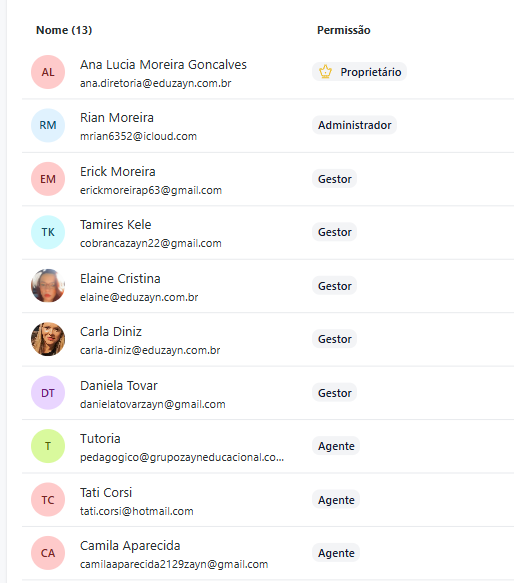 Nome (13) Permissão
AL Ana Lucia Moreira Goncalves Proprietário
ana.diretoria@eduzayn.com.br
RM Rian Moreira Administrador
mrian6352@icloud.com
EM Erick Moreira Gestor
erickmoreirap63@gmail.com
TK Tamires Kele Gestor
cobrancazayn22@gmail.com
Elaine Cristina Gestor
elaine@eduzayn.com.br
Carla Diniz Gestor
carla-diniz@eduzayn.com.br
DT Daniela Tovar Gestor
danielatovarzayn@gmail.com
T Tutoria Agente
pedagogico@grupozayneducacional.co...
TC Tati Corsi Agente
tati.corsi@hotmail.com
CA Camila Aparecida Agente
camilaaparecida2129zayn@gmail.com